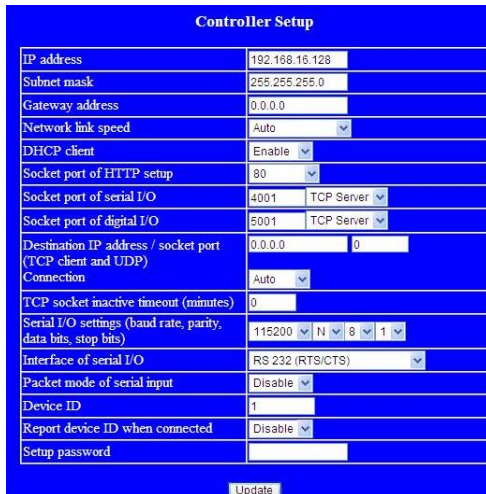 Controller Setup
IP address 192.168.16.128
Subnet mask 255.255.255.0
Gateway address 0.0.0.0
Network link speed Auto
DHCP client Enable
Socket port of HTTP setup 80
Socket port of serial I/O 4001 TCP Server
Socket port of digital I/O 5001 TCP Server
Destination IP address / socket port 0.0.0.0 0
(TCP client and UDP)
Connection Auto
TCP socket inactive timeout (minutes) 0
Serial I/O settings (baud rate, parity,
data bits, stop bits) 115200 N 8 1
Interface of serial I/O RS 232 (RTS/CTS)
Packet mode of serial input Disable
Device ID 1
Report device ID when connected Disable
Setup password
Update